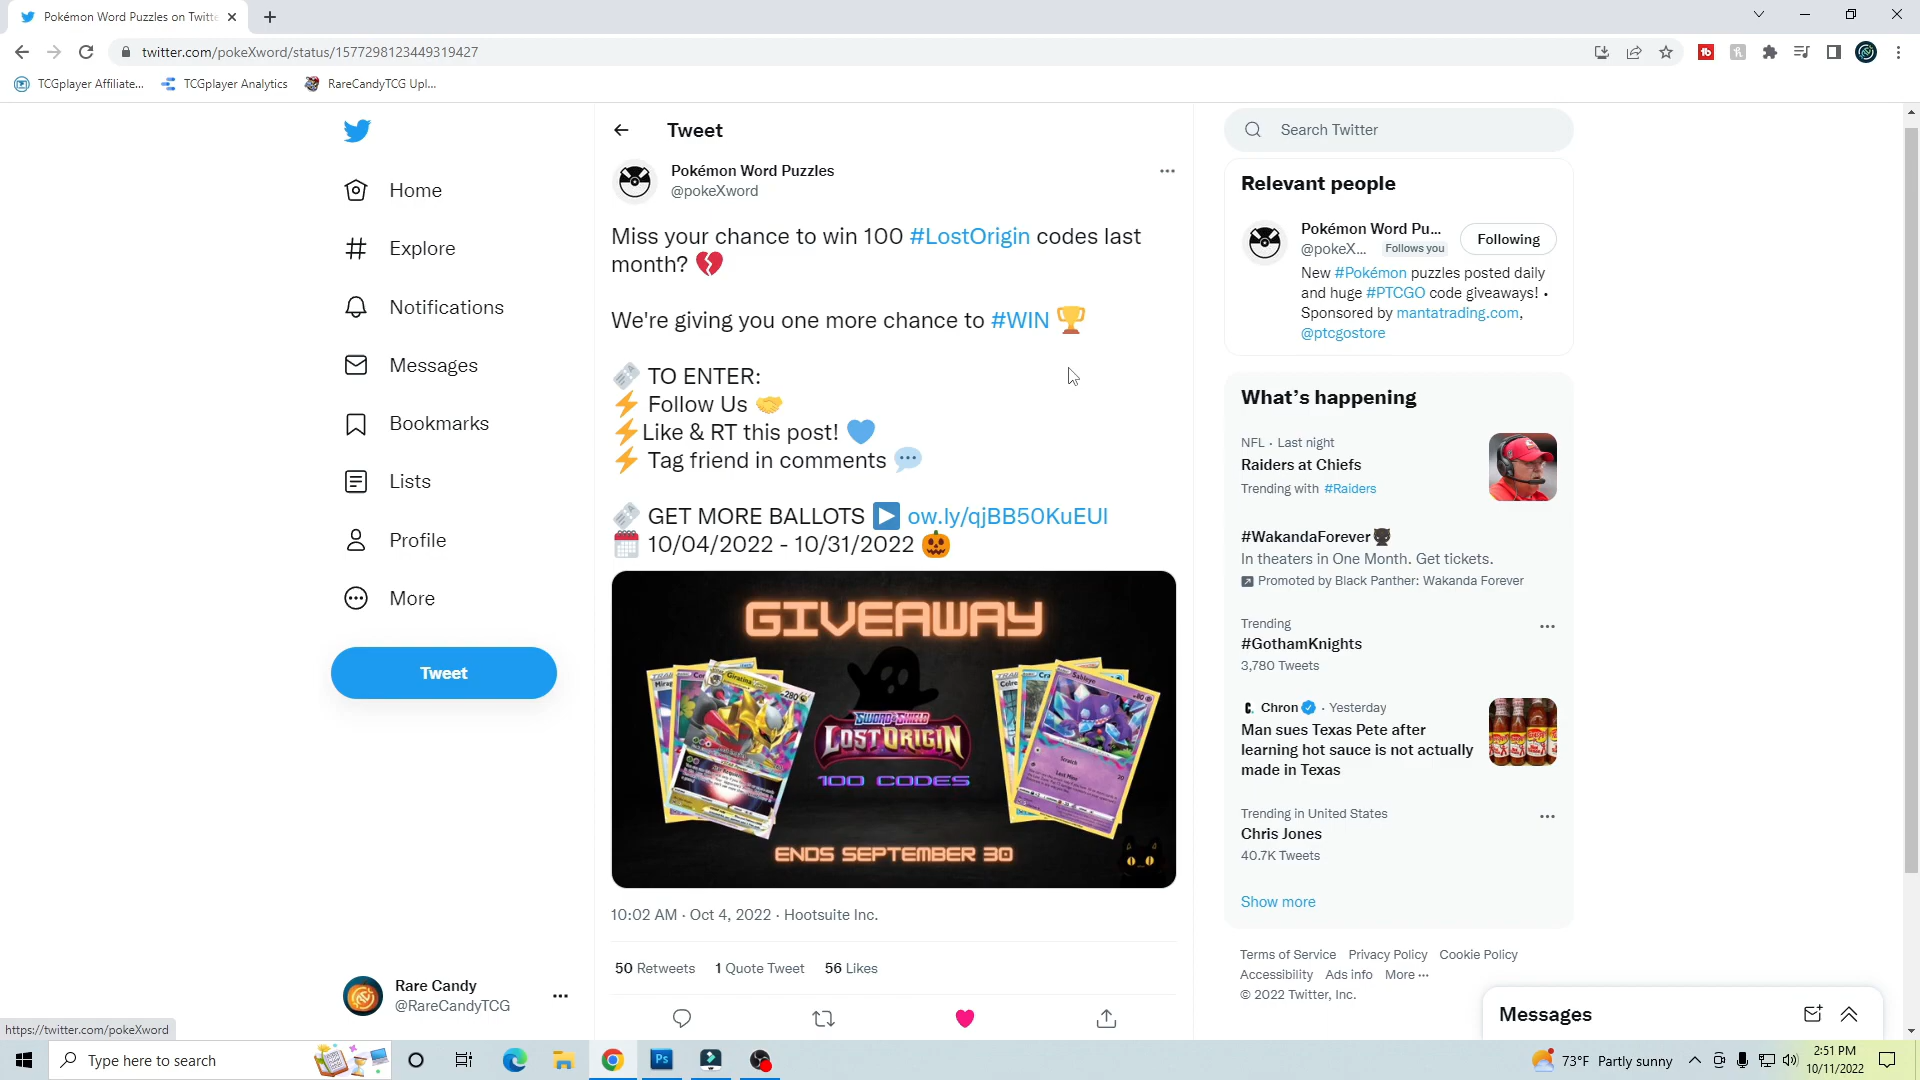 Pokémon Word Puzzles on Twitte
twitter.com/pokeXword/status/1577298123449319427
TCGplayer Affiliate...
TCGplayer Analytics
RareCandyTCG Upl...
Home
Explore
Notifications
Messages
Bookmarks
Lists
Profile
More
Tweet
Rare Candy
@RareCandyTCG
https://twitter.com/pokeXword
Tweet
Pokémon Word Puzzles
@pokeXword
Miss your chance to win 100 #LostOrigin codes last
month? 💔
We're giving you one more chance to #WIN 🏆
🎟️ TO ENTER:
⚡ Follow Us 🤝
⚡Like & RT this post! 💙
⚡ Tag friend in comments 💬
🎟️ GET MORE BALLOTS ▶️ ow.ly/qjBB50KuEUI
🗓️ 10/04/2022 - 10/31/2022 🎃
GIVEAWAY
Giratina
280
Sableye
80
Scratch
Lost Mine
SWORD & SHIELD
LOST ORIGIN
100 CODES
ENDS SEPTEMBER 30
10:02 AM · Oct 4, 2022 · Hootsuite Inc.
50 Retweets 1 Quote Tweet 56 Likes
Search Twitter
Relevant people
Pokémon Word Pu...
@pokeX... Follows you
Following
New #Pokémon puzzles posted daily
and huge #PTCGO code giveaways! •
Sponsored by mantatrading.com,
@ptcgostore
What's happening
NFL · Last night
Raiders at Chiefs
Trending with #Raiders
#WakandaForever
In theaters in One Month. Get tickets.
Promoted by Black Panther: Wakanda Forever
Trending
#GothamKnights
3,780 Tweets
Chron · Yesterday
Man sues Texas Pete after
learning hot sauce is not actually
made in Texas
Trending in United States
Chris Jones
40.7K Tweets
Show more
Terms of Service Privacy Policy Cookie Policy
Accessibility Ads info More ···
© 2022 Twitter, Inc.
Messages
Type here to search
Ps
73°F Partly sunny
2:51 PM
10/11/2022